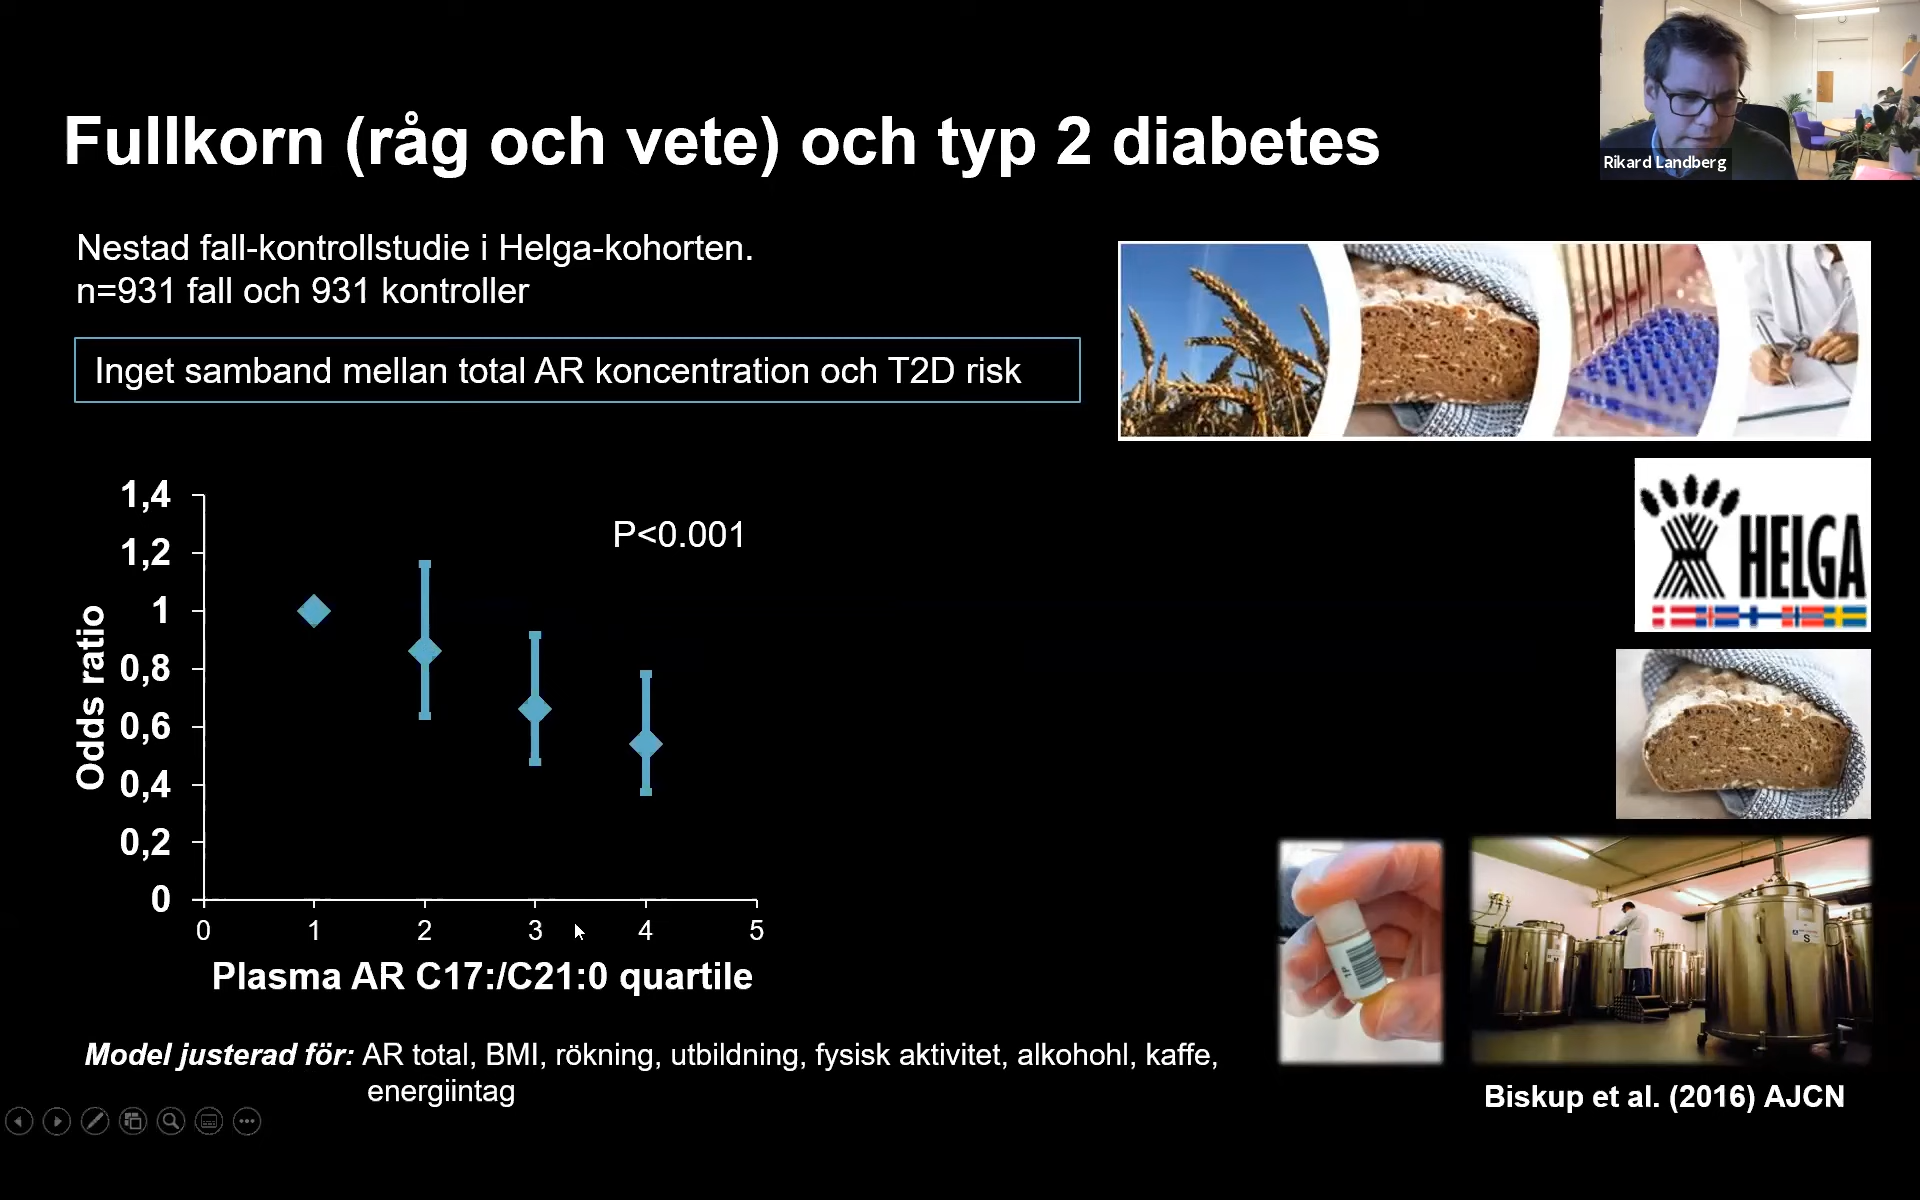 Fullkorn (råg och vete) och typ 2 diabetes
Rikard Landberg
Nestad fall-kontrollstudie i Helga-kohorten.
n=931 fall och 931 kontroller
Inget samband mellan total AR koncentration och T2D risk
HELGA
1,4
1,2
1
0,8
0,6
0,4
0,2
0
Odds ratio
P<0.001
0 1 2 3 4 5
Plasma AR C17:/C21:0 quartile
Model justerad för: AR total, BMI, rökning, utbildning, fysisk aktivitet, alkohohl, kaffe,
energiintag
1P
S
Biskup et al. (2016) AJCN